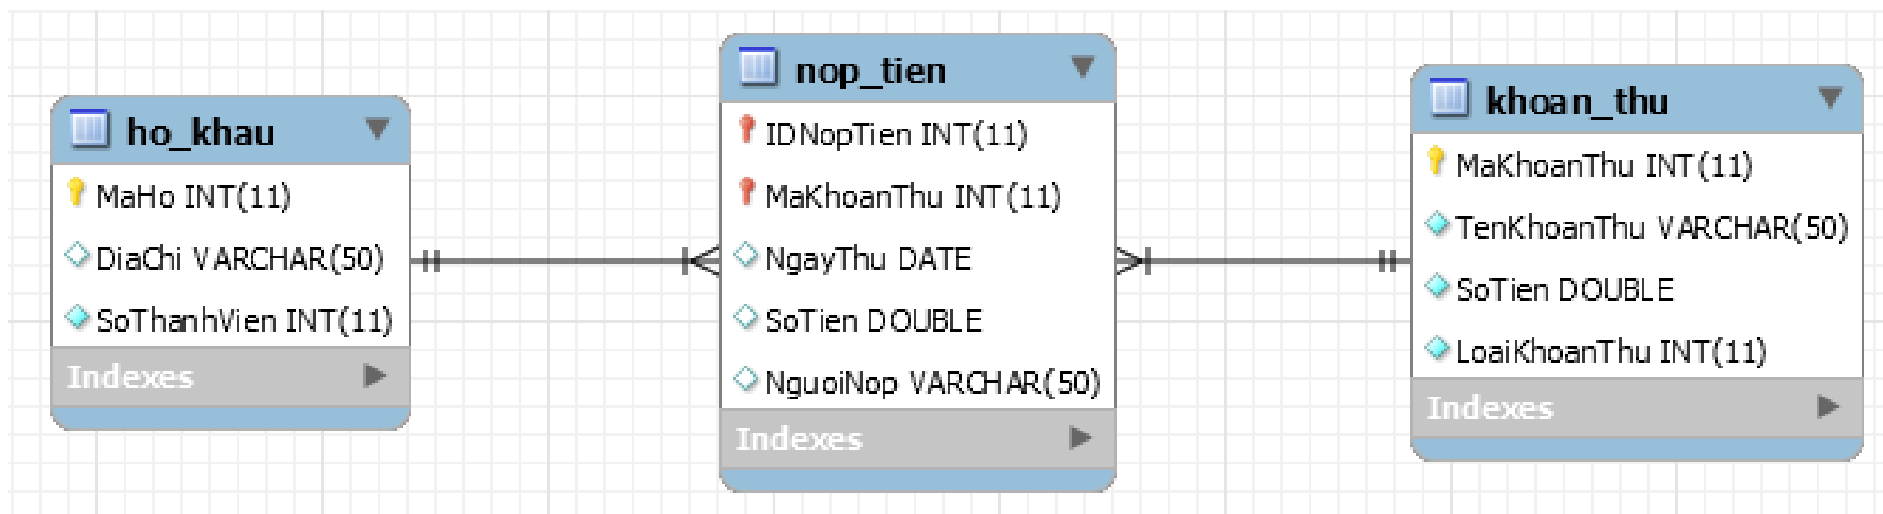 ho_khau
MaHo INT(11)
DiaChi VARCHAR(50)
SoThanhVien INT(11)
Indexes
nop_tien
IDNopTien INT(11)
MaKhoanThu INT(11)
NgayThu DATE
SoTien DOUBLE
NguoiNop VARCHAR(50)
Indexes
khoan_thu
MaKhoanThu INT(11)
TenKhoanThu VARCHAR(50)
SoTien DOUBLE
LoaiKhoanThu INT(11)
Indexes